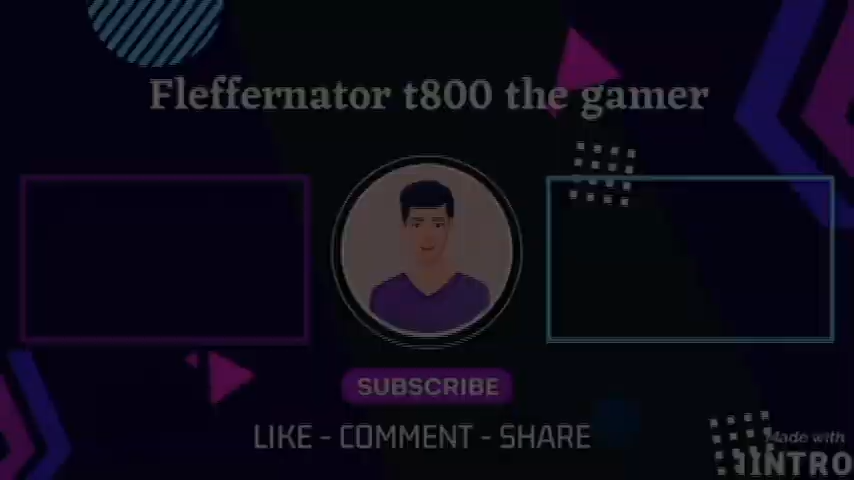 Fleffernator t800 the gamer
SUBSCRIBE
LIKE - COMMENT - SHARE
Made with
INTRO